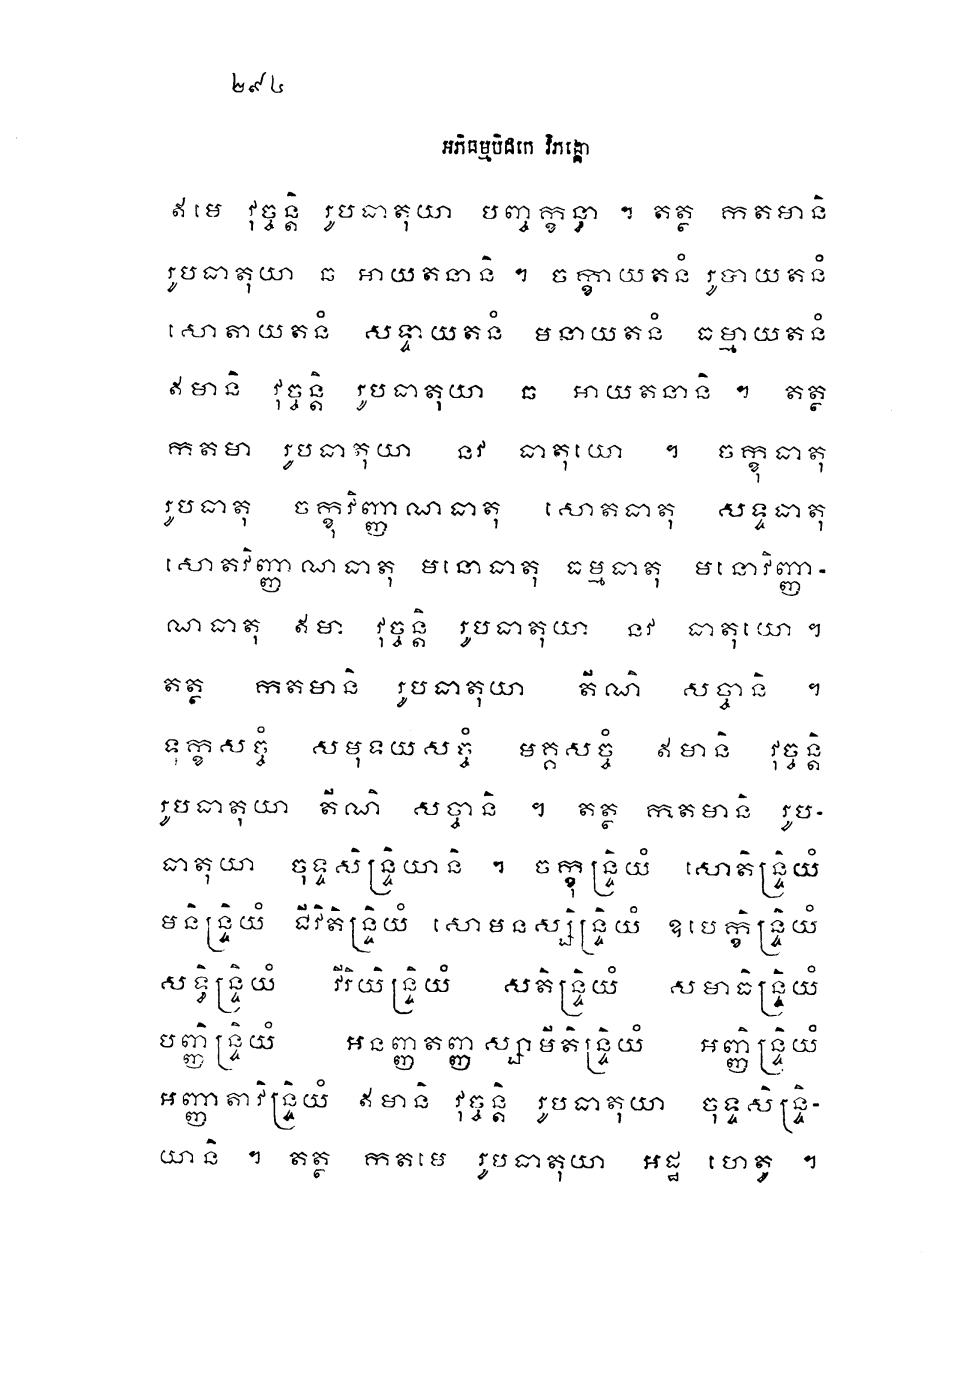 ២៩៤
អភិធម្មបិដកេ វិភង្គោ
ឥមេ វុច្ចន្តិ រូបធាតុយា បញ្ចក្ខន្ធា ។ តត្ថ កតមានិ
រូបធាតុយា ឆ អាយតនានិ ។ ចក្ខាយតនំ រូបាយតនំ
សោតាយតនំ សទ្ទាយតនំ មនាយតនំ ធម្មាយតនំ
ឥមានិ វុច្ចន្តិ រូបធាតុយា ឆ អាយតនានិ ។ តត្ថ
កតមា រូបធាតុយា នវ ធាតុយោ ។ ចក្ខុធាតុ
រូបធាតុ ចក្ខុវិញ្ញាណធាតុ សោតធាតុ សទ្ទធាតុ
សោតវិញ្ញាណធាតុ មនោធាតុ ធម្មធាតុ មនោវិញ្ញា-
ណធាតុ ឥមា វុច្ចន្តិ រូបធាតុយា នវ ធាតុយោ ។
តត្ថ កតមានិ រូបធាតុយា តីណិ សច្ចានិ ។
ទុក្ខសច្ចំ សមុទយសច្ចំ មគ្គសច្ចំ ឥមានិ វុច្ចន្តិ
រូបធាតុយា តីណិ សច្ចានិ ។ តត្ថ កតមានិ រូប-
ធាតុយា ចុទ្ទសិន្ទ្រិយានិ ។ ចក្ខុន្ទ្រិយំ សោតិន្ទ្រិយំ
មនិន្ទ្រិយំ ជីវិតិន្ទ្រិយំ សោមនស្សិន្ទ្រិយំ ឧបេក្ខិន្ទ្រិយំ
សទ្ធិន្ទ្រិយំ វីរិយិន្ទ្រិយំ សតិន្ទ្រិយំ សមាធិន្ទ្រិយំ
បញ្ញិន្ទ្រិយំ អនញ្ញតញ្ញស្សាមីតិន្ទ្រិយំ អញ្ញិន្ទ្រិយំ
អញ្ញាតាវិន្ទ្រិយំ ឥមានិ វុច្ចន្តិ រូបធាតុយា ចុទ្ទសិន្ទ្រិ-
យានិ ។ តត្ថ កតមេ រូបធាតុយា អដ្ឋ ហេតូ ។